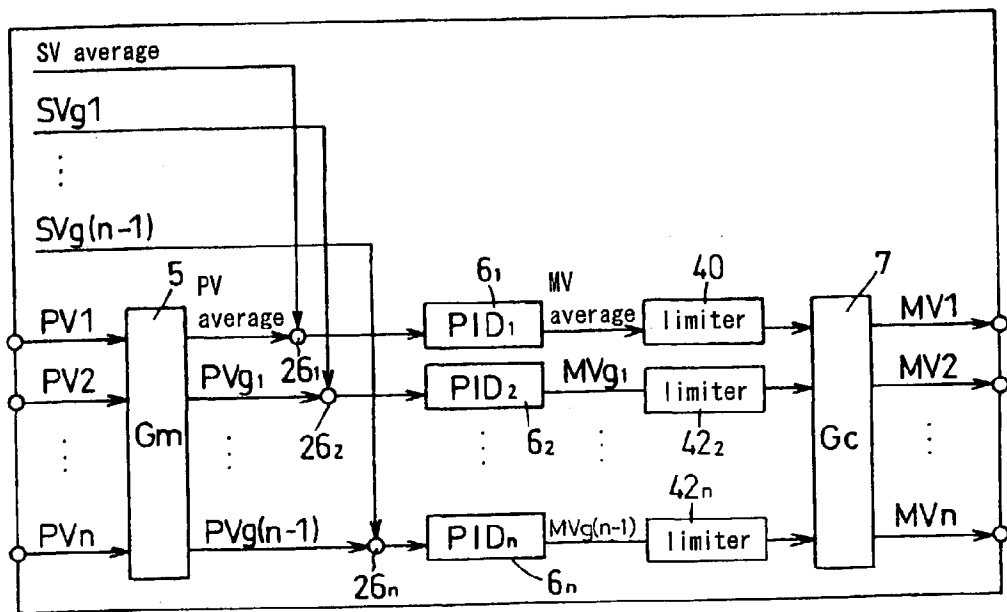 SV average
SVg1
⋮
SVg(n-1)
5 PV average
6₁
MV average
40
7
PV1
PID₁
limiter
MV1
26₁
PV2
PVg₁
PID₂
MVg₁
limiter
MV2
Gm
26₂
6₂
42₂
Gc
⋮ ⋮ ⋮ ⋮ ⋮
42n
PVn
PVg(n-1)
PIDn
MVg(n-1)
limiter
MVn
26n
6n